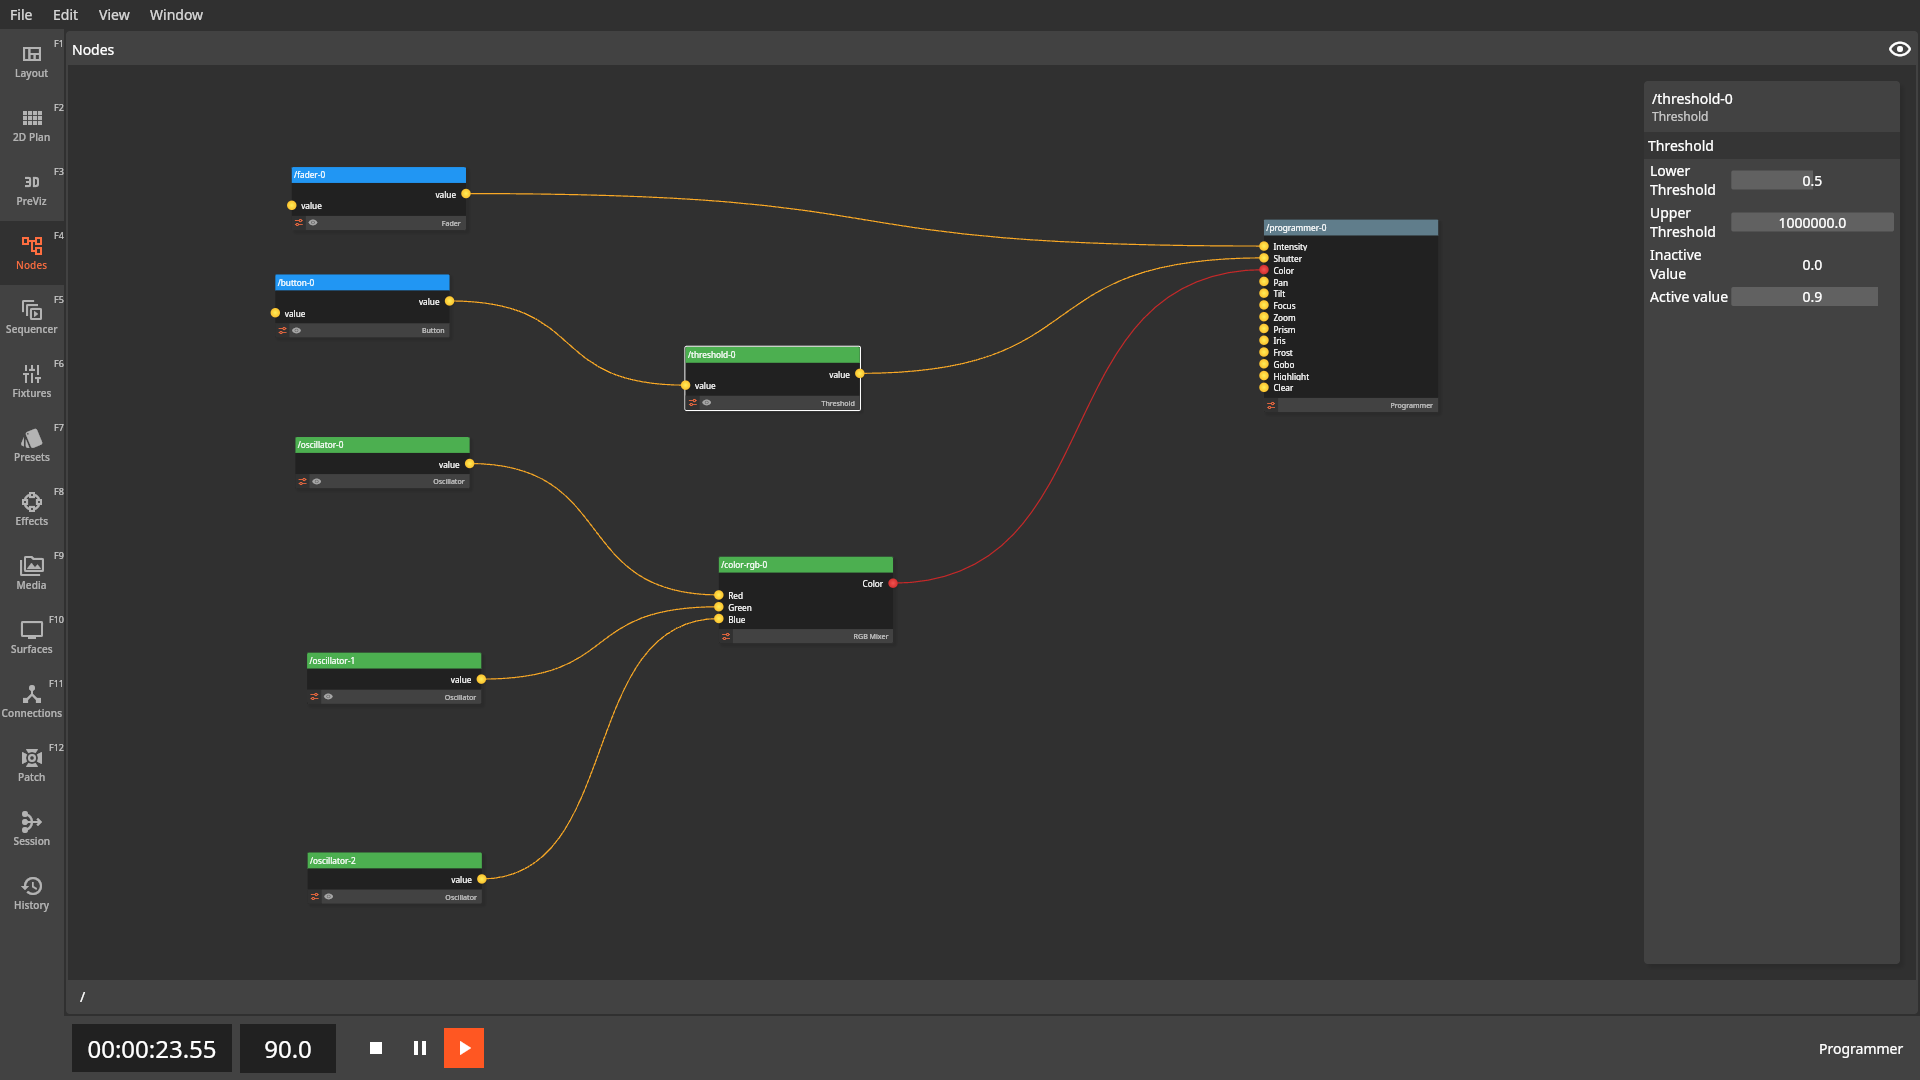 File Edit View Window
F1
Layout
F2
2D Plan
F3
3D
PreViz
F4
Nodes
F5
Sequencer
F6
Fixtures
F7
Presets
F8
Effects
F9
Media
F10
Surfaces
F11
Connections
F12
Patch
Session
History
Nodes
/fader-0
value
value
Fader
/button-0
value
value
Button
/threshold-0
value
value
Threshold
/oscillator-0
value
Oscillator
/color-rgb-0
Color
Red
Green
Blue
RGB Mixer
/oscillator-1
value
Oscillator
/oscillator-2
value
Oscillator
/programmer-0
Intensity
Shutter
Color
Pan
Tilt
Focus
Zoom
Prism
Iris
Frost
Gobo
Highlight
Clear
Programmer
/threshold-0
Threshold
Threshold
Lower Threshold 0.5
Upper Threshold 1000000.0
Inactive Value 0.0
Active value 0.9
/
00:00:23.55 90.0
Programmer